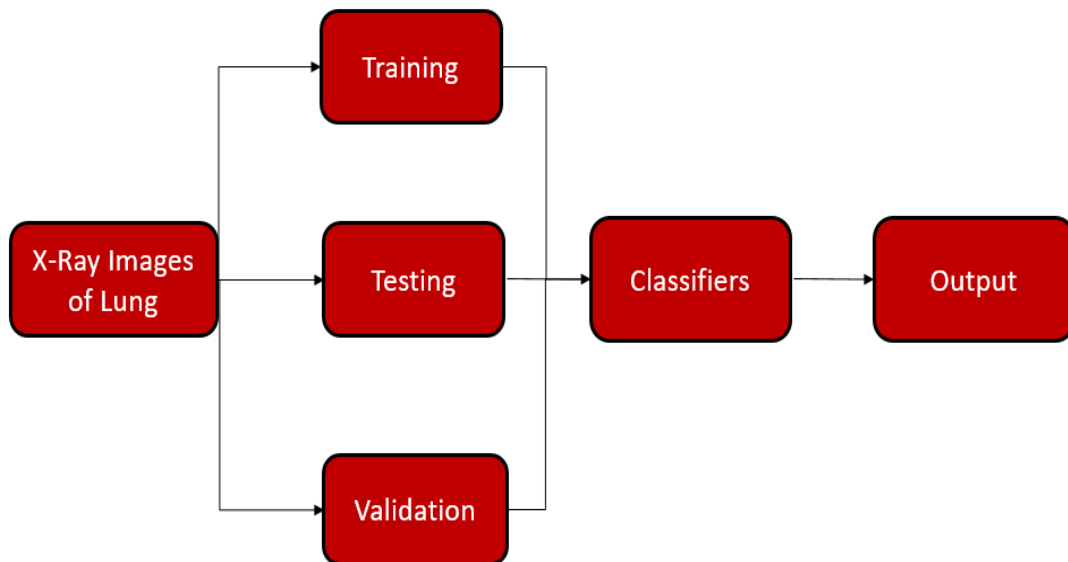 Training
X-Ray Images
of Lung
Testing
Classifiers
Output
Validation